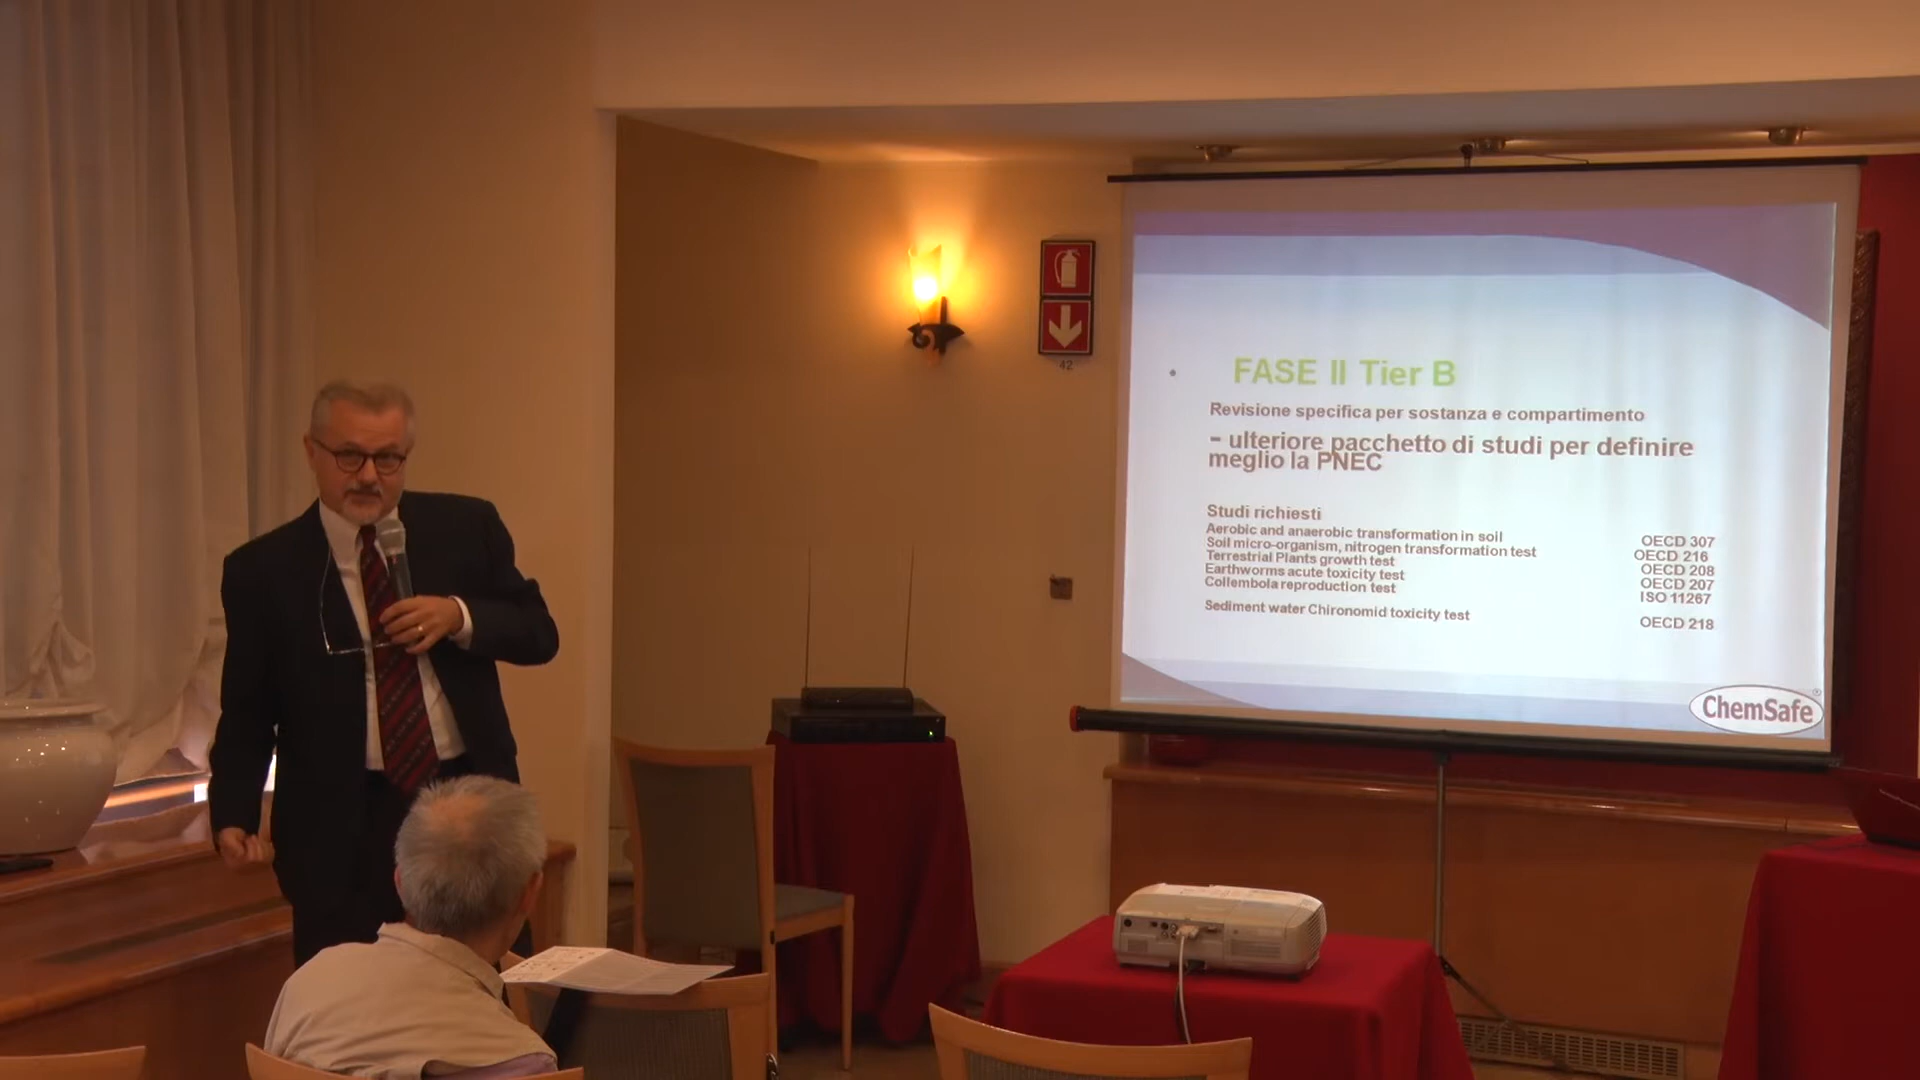 42
FASE II Tier B
Revisione specifica per sostanza e compartimento
- ulteriore pacchetto di studi per definire
meglio la PNEC
Studi richiesti
Aerobic and anaerobic transformation in soil OECD 307
Soil micro-organism, nitrogen transformation test OECD 216
Terrestrial Plants growth test OECD 208
Earthworms acute toxicity test OECD 207
Collembola reproduction test ISO 11267
Sediment water Chironomid toxicity test OECD 218
ChemSafe®